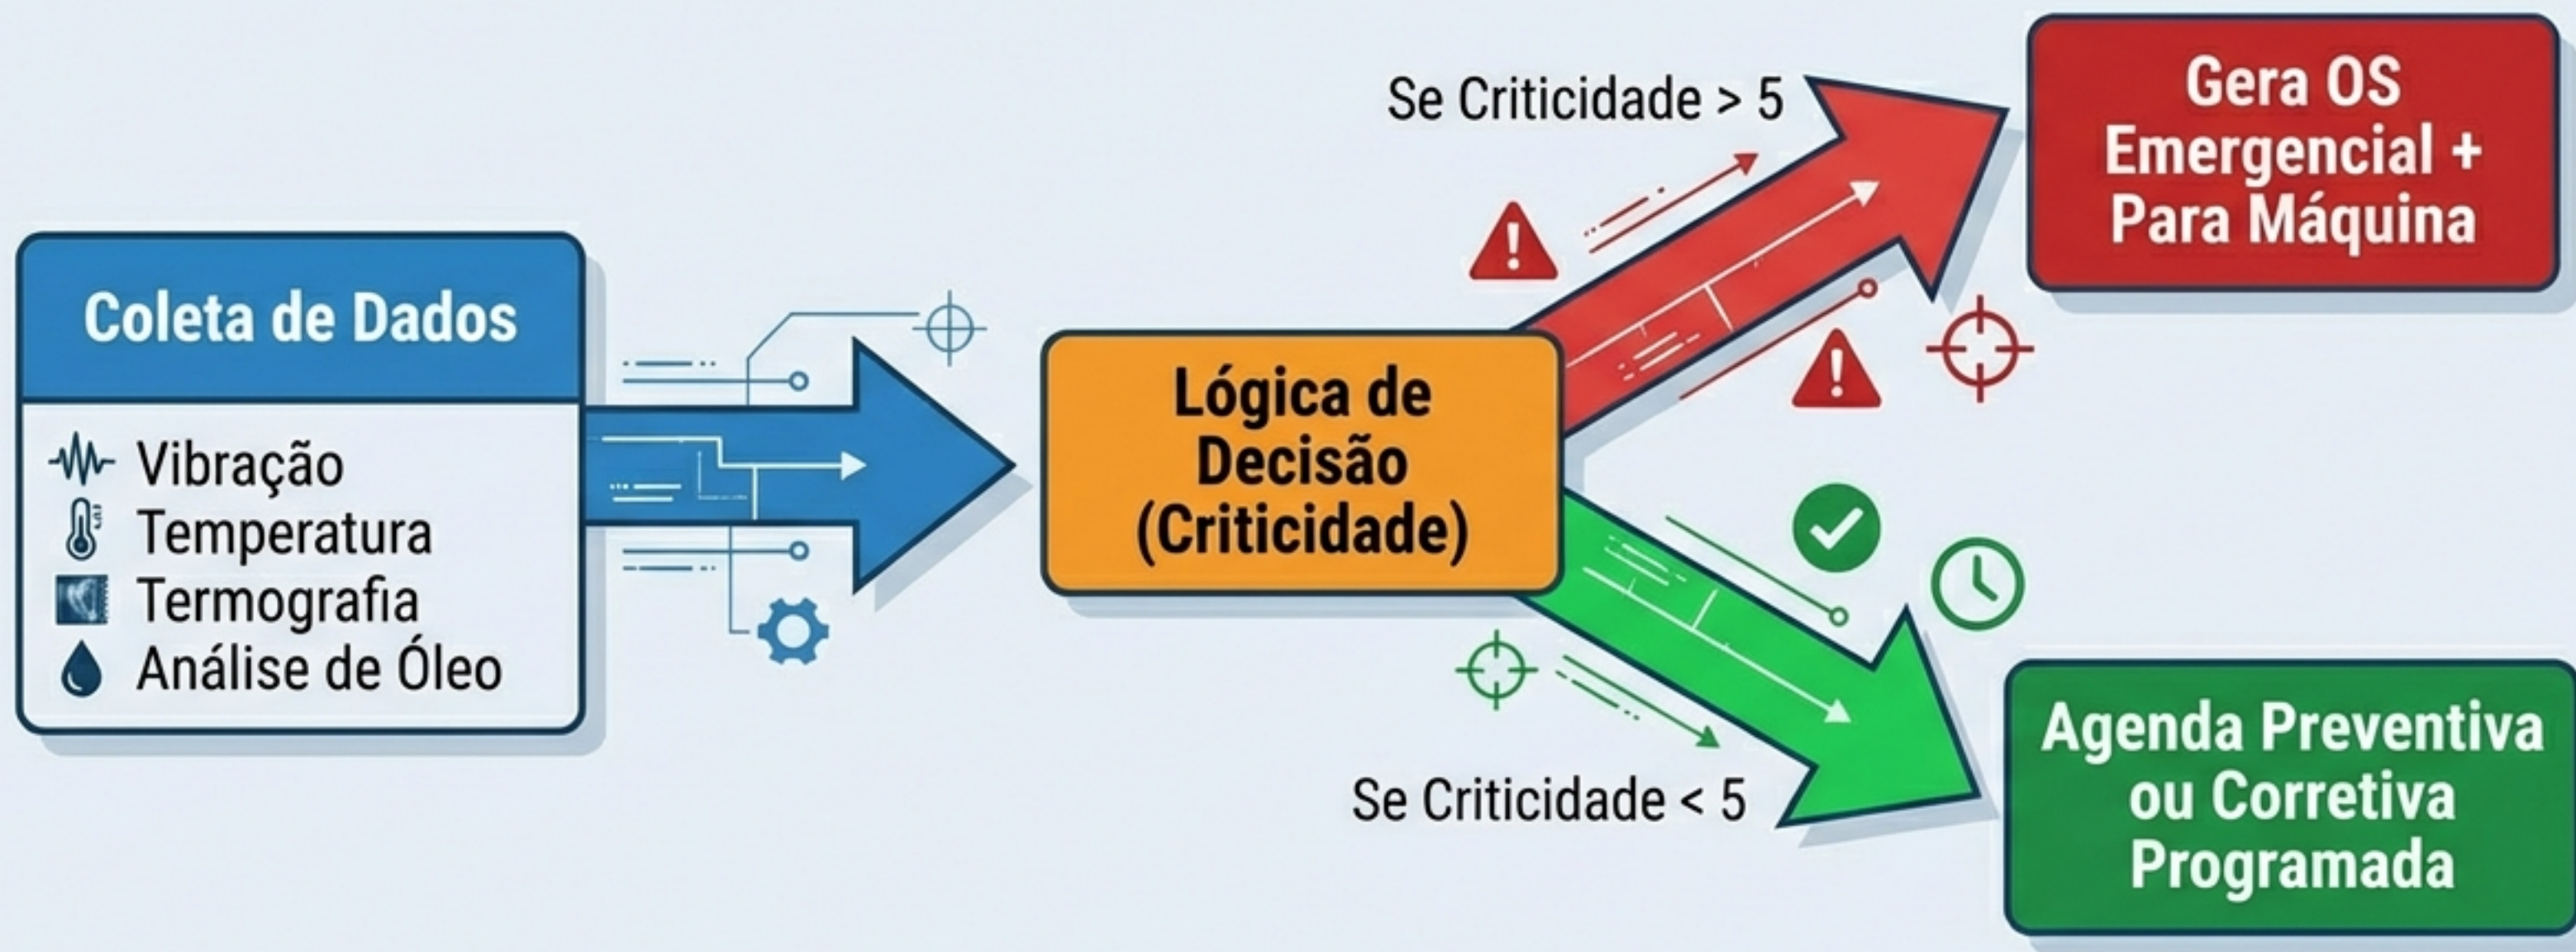 Coleta de Dados
Vibração
Temperatura
Termografia
Análise de Óleo
Lógica de
Decisão
(Criticidade)
Se Criticidade > 5
Gera OS
Emergencial +
Para Máquina
Se Criticidade < 5
Agenda Preventiva
ou Corretiva
Programada